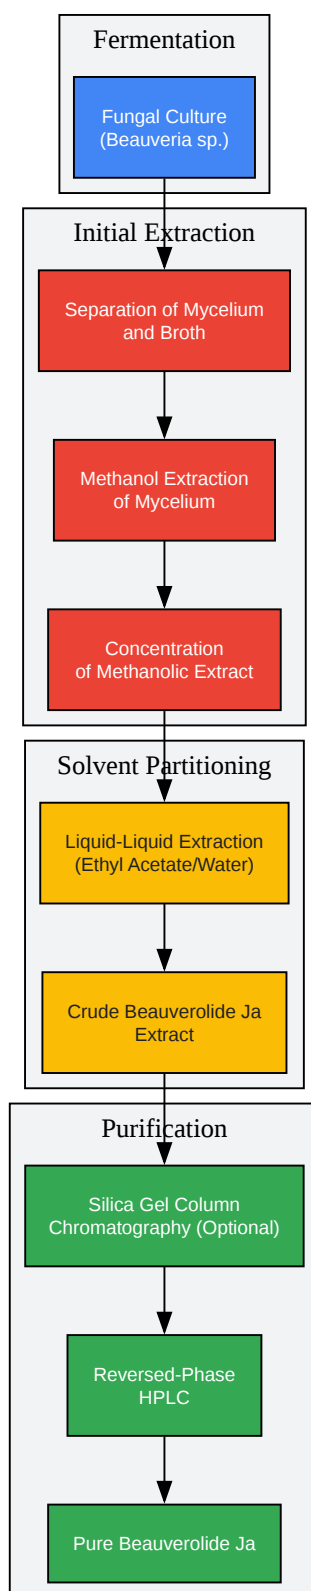 Fermentation
Fungal Culture
(Beauveria sp.)
Initial Extraction
Separation of Mycelium
and Broth
Methanol Extraction
of Mycelium
Concentration
of Methanolic Extract
Solvent Partitioning
Liquid-Liquid Extraction
(Ethyl Acetate/Water)
Crude Beauverolide Ja
Extract
Purification
Silica Gel Column
Chromatography (Optional)
Reversed-Phase
HPLC
Pure Beauverolide Ja